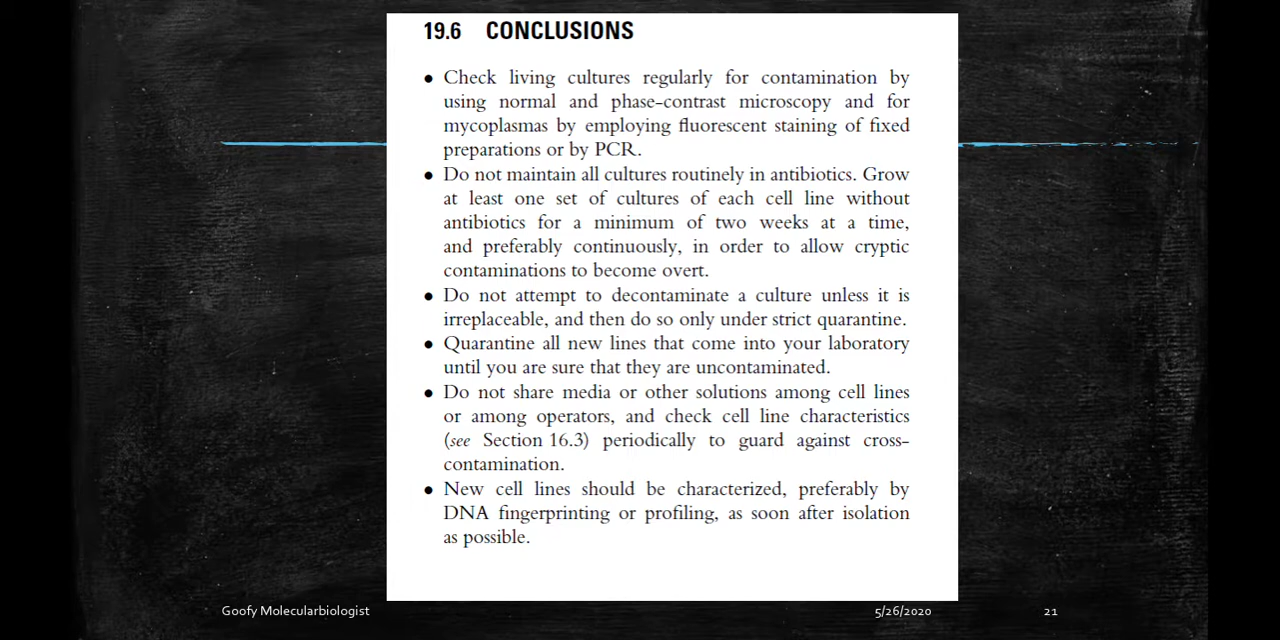 19.6 CONCLUSIONS
● Check living cultures regularly for contamination by
using normal and phase-contrast microscopy and for
mycoplasmas by employing fluorescent staining of fixed
preparations or by PCR.
● Do not maintain all cultures routinely in antibiotics. Grow
at least one set of cultures of each cell line without
antibiotics for a minimum of two weeks at a time,
and preferably continuously, in order to allow cryptic
contaminations to become overt.
● Do not attempt to decontaminate a culture unless it is
irreplaceable, and then do so only under strict quarantine.
● Quarantine all new lines that come into your laboratory
until you are sure that they are uncontaminated.
● Do not share media or other solutions among cell lines
or among operators, and check cell line characteristics
(see Section 16.3) periodically to guard against cross-
contamination.
● New cell lines should be characterized, preferably by
DNA fingerprinting or profiling, as soon after isolation
as possible.
Goofy Molecularbiologist 5/26/2020 21